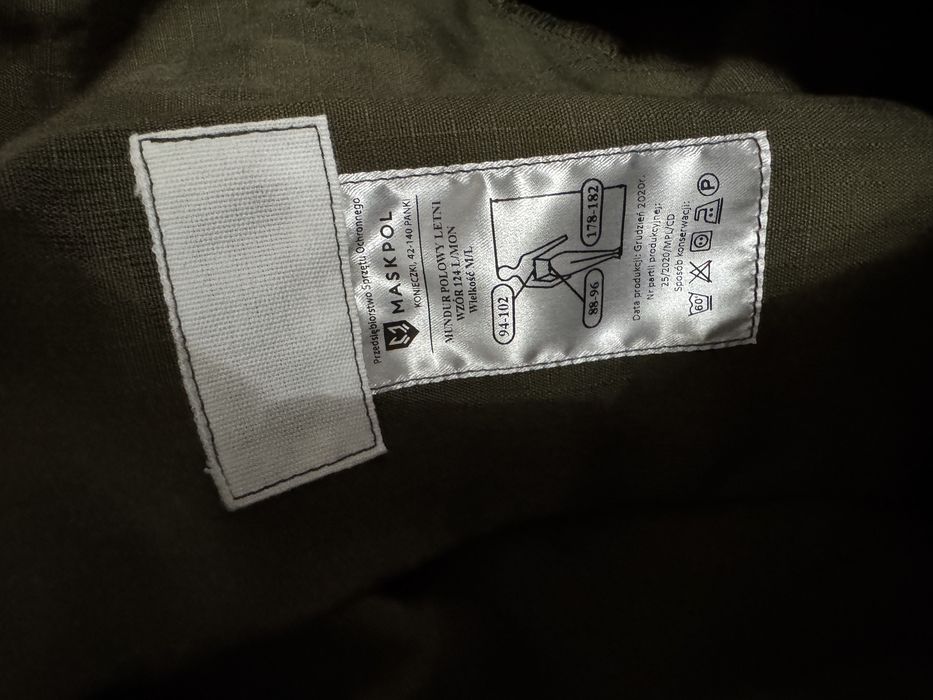 Przedsiębiorstwo Sprzętu Ochronnego
MASKPOL
KONIECZKI, 42-140 PANKI
MUNDUR POLOWY LETNI
WZÓR 124 L/MON
Wielkość M/L
94-102
88-96
178-182
Data produkcji: Grudzień 2020r.
Nr partii produkcyjnej:
25/2020/MPL/CD
Sposób konserwacji:
60°
P